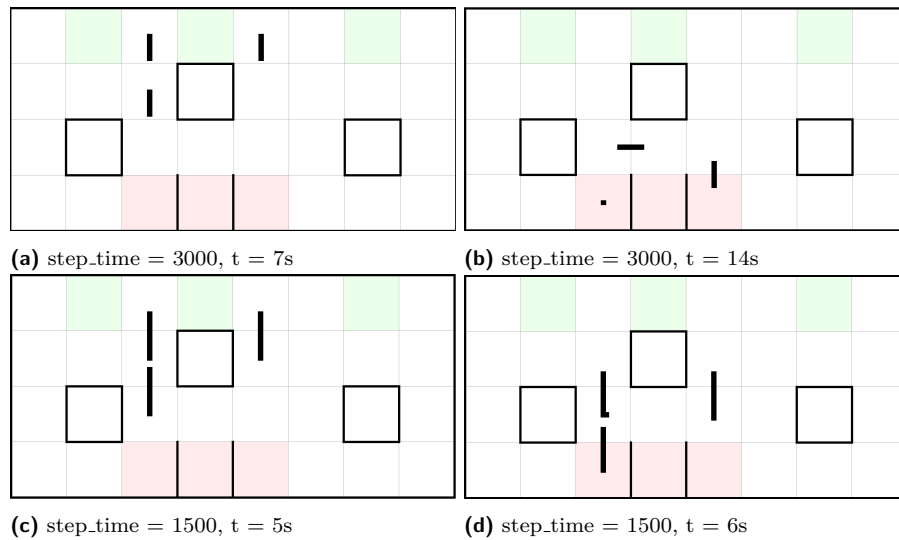 (a) step_time = 3000, t = 7s
(b) step_time = 3000, t = 14s
(c) step_time = 1500, t = 5s
(d) step_time = 1500, t = 6s